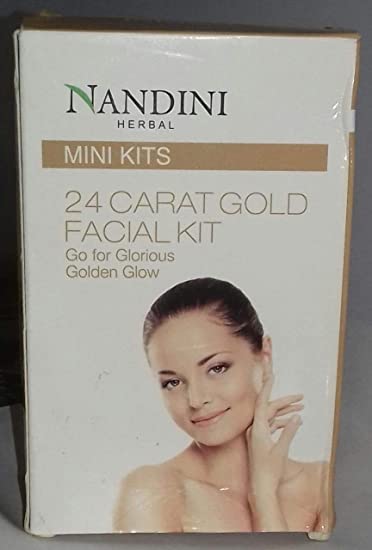 NANDINI
HERBAL
MINI KITS
24 CARAT GOLD
FACIAL KIT
Go for Glorious
Golden Glow